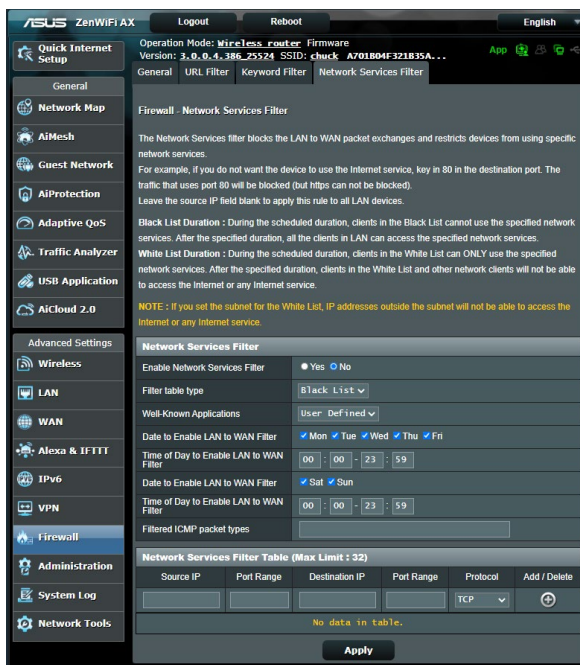 ASUS ZenWiFi AX Logout Reboot English
Quick Internet Setup
General
Network Map
AiMesh
Guest Network
AiProtection
Adaptive QoS
Traffic Analyzer
USB Application
AiCloud 2.0
Advanced Settings
Wireless
LAN
WAN
Alexa & IFTTT
IPv6
VPN
Firewall
Administration
System Log
Network Tools
Operation Mode: Wireless router Firmware
Version: 3.0.0.4.386_25524 SSID: chuck A701B04F321B35A... App
General URL Filter Keyword Filter Network Services Filter
Firewall - Network Services Filter
The Network Services filter blocks the LAN to WAN packet exchanges and restricts devices from using specific
network services.
For example, if you do not want the device to use the Internet service, key in 80 in the destination port. The
traffic that uses port 80 will be blocked (but https can not be blocked).
Leave the source IP field blank to apply this rule to all LAN devices.
Black List Duration : During the scheduled duration, clients in the Black List cannot use the specified network
services. After the specified duration, all the clients in LAN can access the specified network services.
White List Duration : During the scheduled duration, clients in the White List can ONLY use the specified
network services. After the specified duration, clients in the White List and other network clients will not be able
to access the Internet or any Internet service.
NOTE : If you set the subnet for the White List, IP addresses outside the subnet will not be able to access the
Internet or any Internet service.
Network Services Filter
Enable Network Services Filter Yes No
Filter table type Black List
Well-Known Applications User Defined
Date to Enable LAN to WAN Filter Mon Tue Wed Thu Fri
Time of Day to Enable LAN to WAN
Filter 00 : 00 - 23 : 59
Date to Enable LAN to WAN Filter Sat Sun
Time of Day to Enable LAN to WAN
Filter 00 : 00 - 23 : 59
Filtered ICMP packet types
Network Services Filter Table (Max Limit : 32)
Source IP Port Range Destination IP Port Range Protocol Add / Delete
TCP
No data in table.
Apply